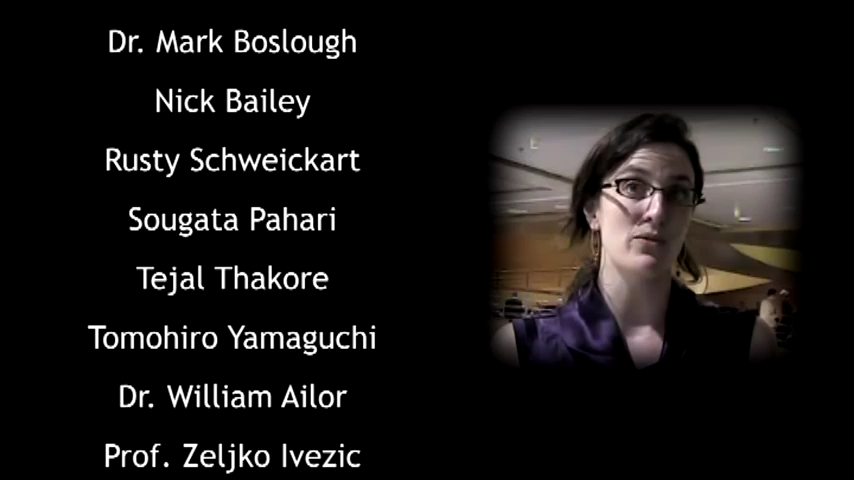 Dr. Mark Boslough
Nick Bailey
Rusty Schweickart
Sougata Pahari
Tejal Thakore
Tomohiro Yamaguchi
Dr. William Ailor
Prof. Zeljko Ivezic